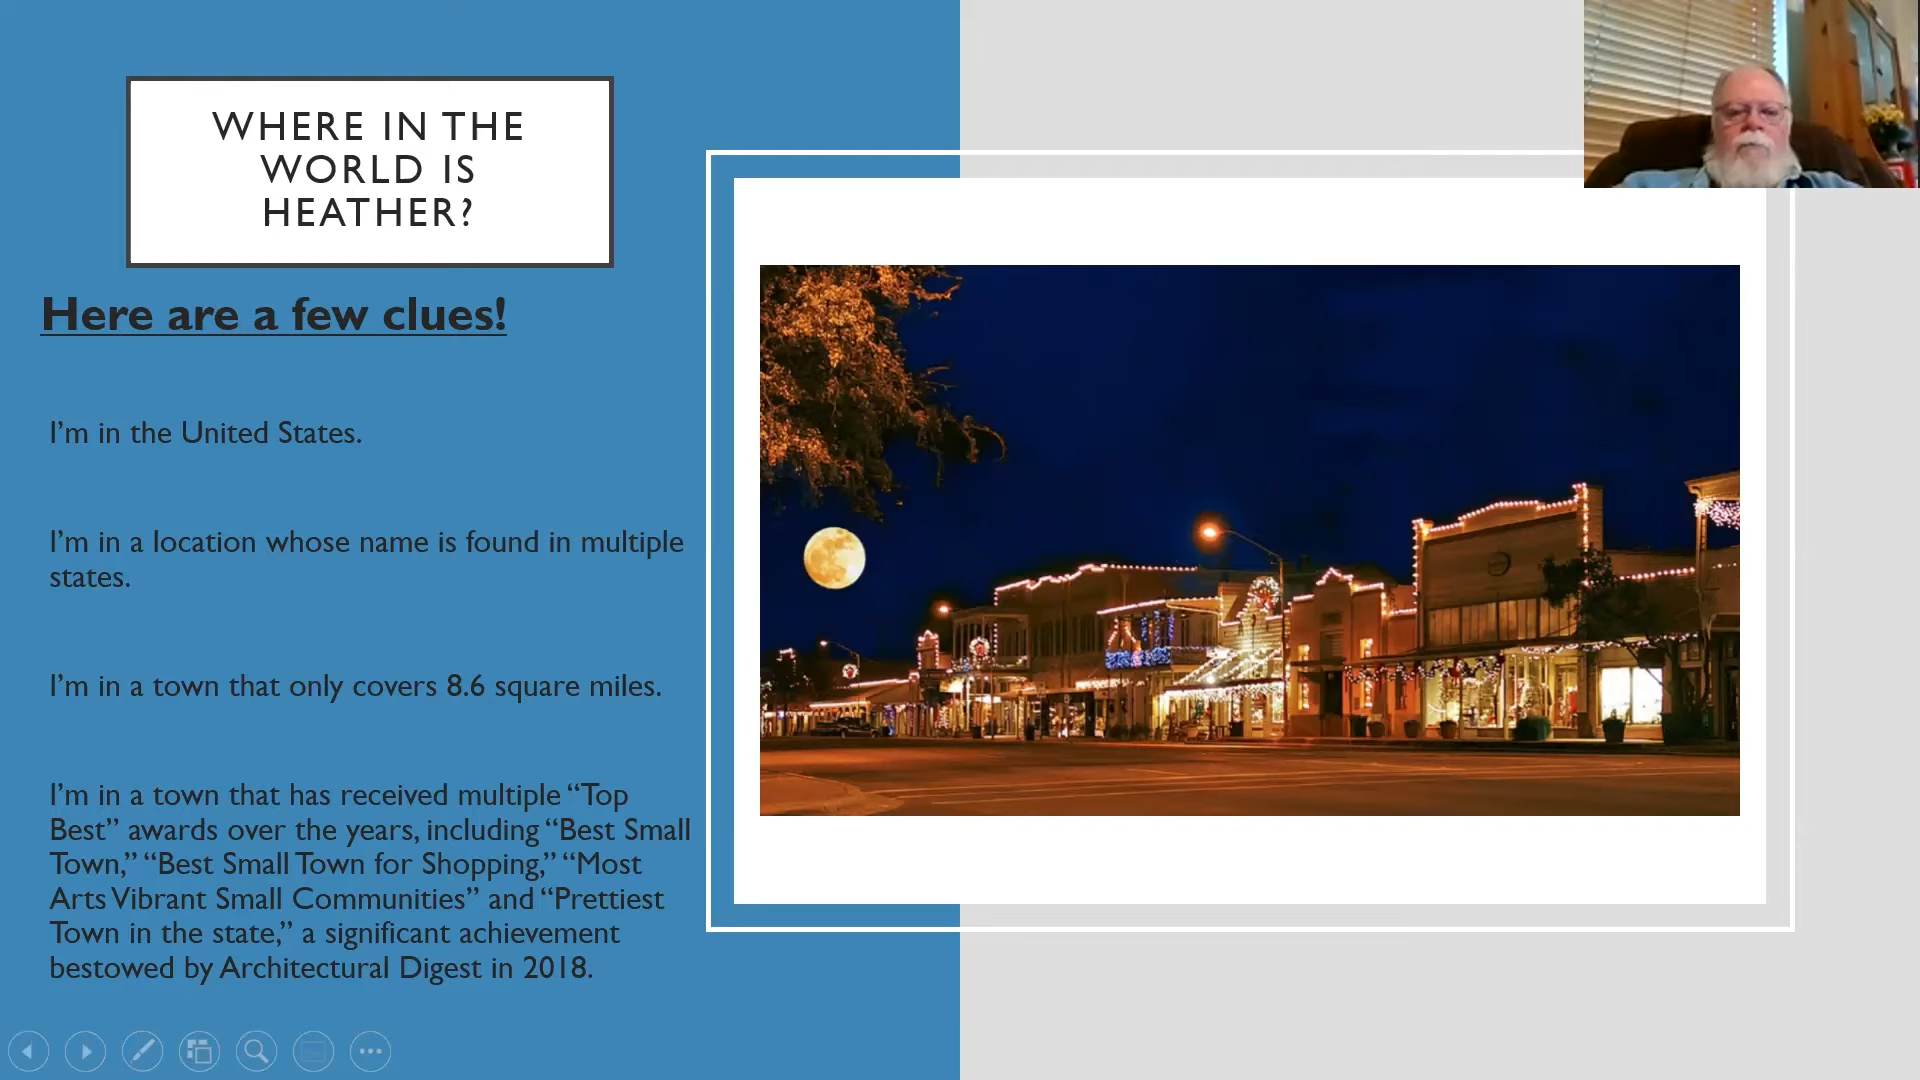 WHERE IN THE
WORLD IS
HEATHER?
Here are a few clues!
I’m in the United States.
I’m in a location whose name is found in multiple
states.
I’m in a town that only covers 8.6 square miles.
I’m in a town that has received multiple “Top
Best” awards over the years, including “Best Small
Town,” “Best Small Town for Shopping,” “Most
Arts Vibrant Small Communities” and “Prettiest
Town in the state,” a significant achievement
bestowed by Architectural Digest in 2018.